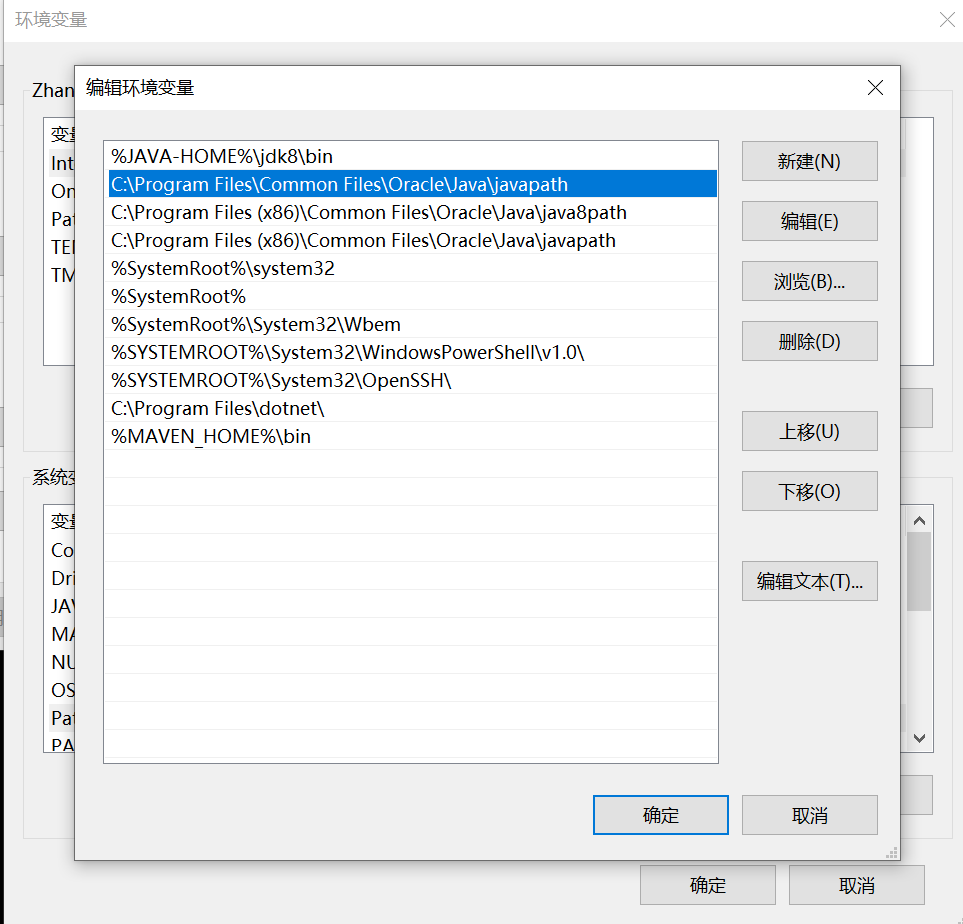 环境变量
编辑环境变量
Zhan
变量
Int
On
Pat
TE
TM
%JAVA-HOME%\jdk8\bin
C:\Program Files\Common Files\Oracle\Java\javapath
C:\Program Files (x86)\Common Files\Oracle\Java\java8path
C:\Program Files (x86)\Common Files\Oracle\Java\javapath
%SystemRoot%\system32
%SystemRoot%
%SystemRoot%\System32\Wbem
%SYSTEMROOT%\System32\WindowsPowerShell\v1.0\
%SYSTEMROOT%\System32\OpenSSH\
C:\Program Files\dotnet\
%MAVEN_HOME%\bin
新建(N)
编辑(E)
浏览(B)...
删除(D)
上移(U)
下移(O)
编辑文本(T)...
系统变
变量
Co
Dri
JAV
MA
NU
OS
Pat
PA
确定
取消
确定
取消